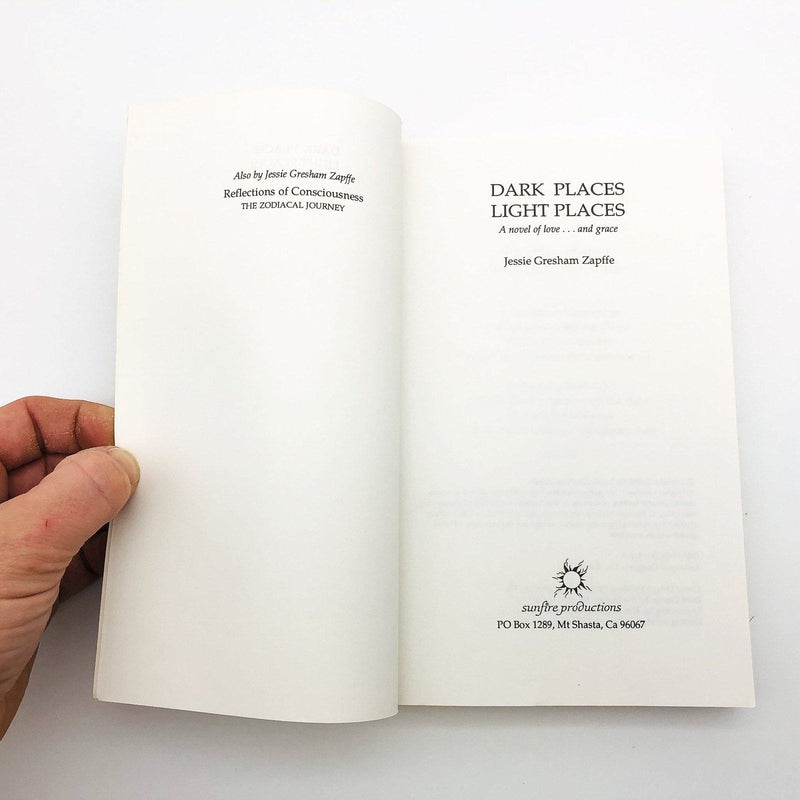 Also by Jessie Gresham Zapffe
Reflections of Consciousness
THE ZODIACAL JOURNEY
DARK PLACES
LIGHT PLACES
A novel of love . . . and grace
Jessie Gresham Zapffe
sunfire productions
PO Box 1289, Mt Shasta, Ca 96067